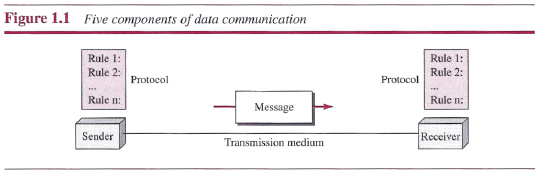 Figure 1.1 Five components of data communication
Rule 1:
Rule 2:
...
Rule n:
Protocol
Message
Protocol
Rule 1:
Rule 2:
...
Rule n:
Sender
Transmission medium
Receiver